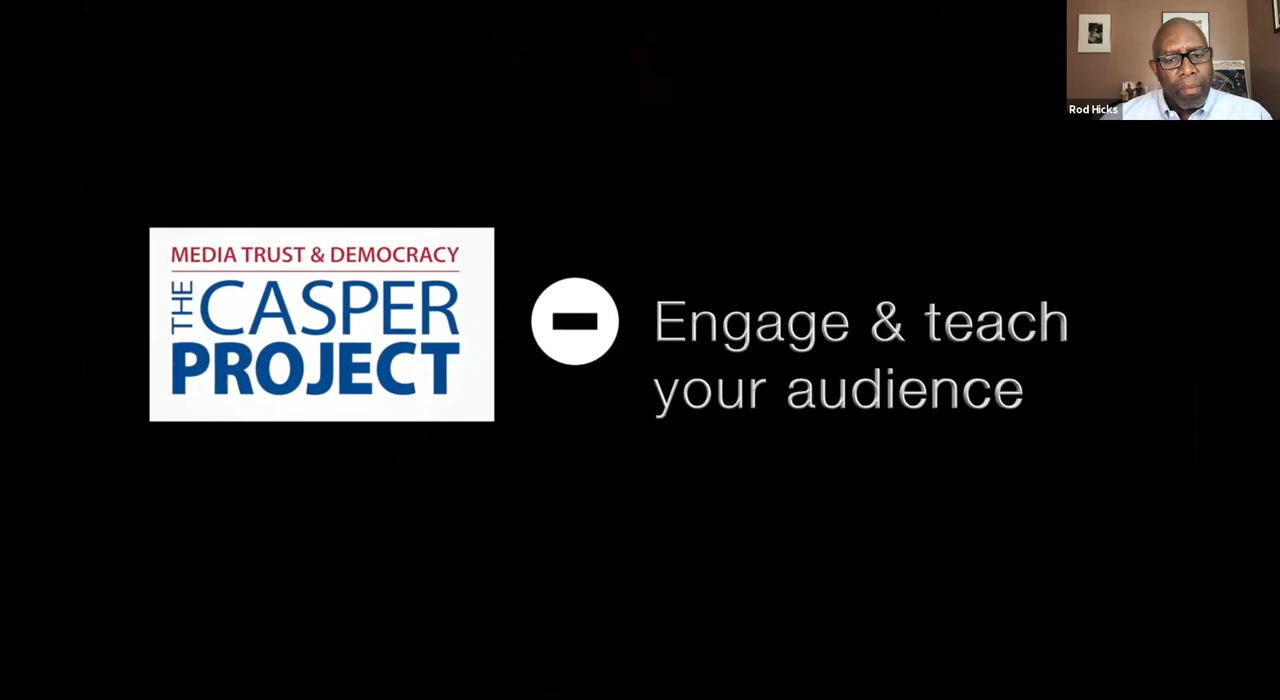 Rod Hicks
MEDIA TRUST & DEMOCRACY
THE
CASPER
PROJECT
Engage & teach
your audience